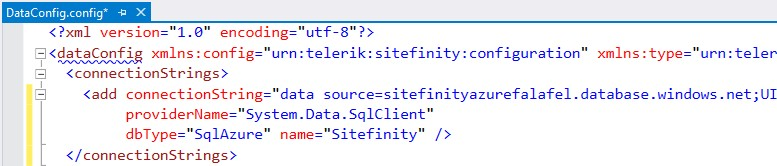 DataConfig.config*
<?xml version="1.0" encoding="utf-8"?>
<dataConfig xmlns:config="urn:telerik:sitefinity:configuration" xmlns:type="urn:teler
<connectionStrings>
<add connectionString="data source=sitefinityazurefalafel.database.windows.net;UI
providerName="System.Data.SqlClient"
dbType="SqlAzure" name="Sitefinity" />
</connectionStrings>